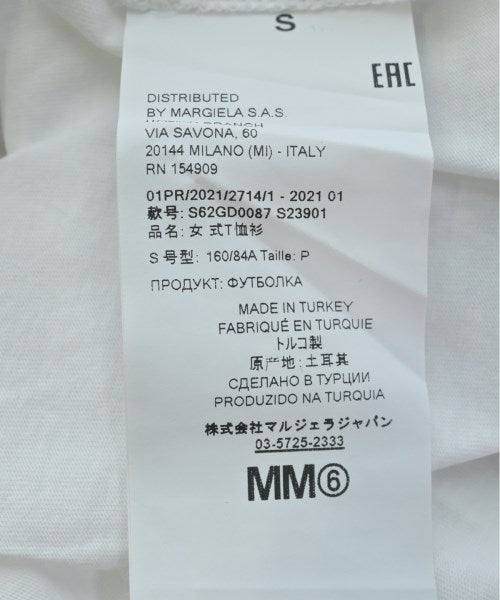 S
EAC
DISTRIBUTED
BY MARGIELA S.A.S.
VIA SAVONA, 60
20144 MILANO (MI) - ITALY
RN 154909
01PR/2021/2714/1 - 2021 01
款号: S62GD0087 S23901
品名: 女 式T恤衫
S 号型: 160/84A Taille: P
ПРОДУКТ: ФУТБОЛКА
MADE IN TURKEY
FABRIQUÉ EN TURQUIE
トルコ製
原产地: 土耳其
СДЕЛАНО В ТУРЦИИ
PRODUZIDO NA TURQUIA
株式会社マルジェラジャパン
03-5725-2333
MM⑥